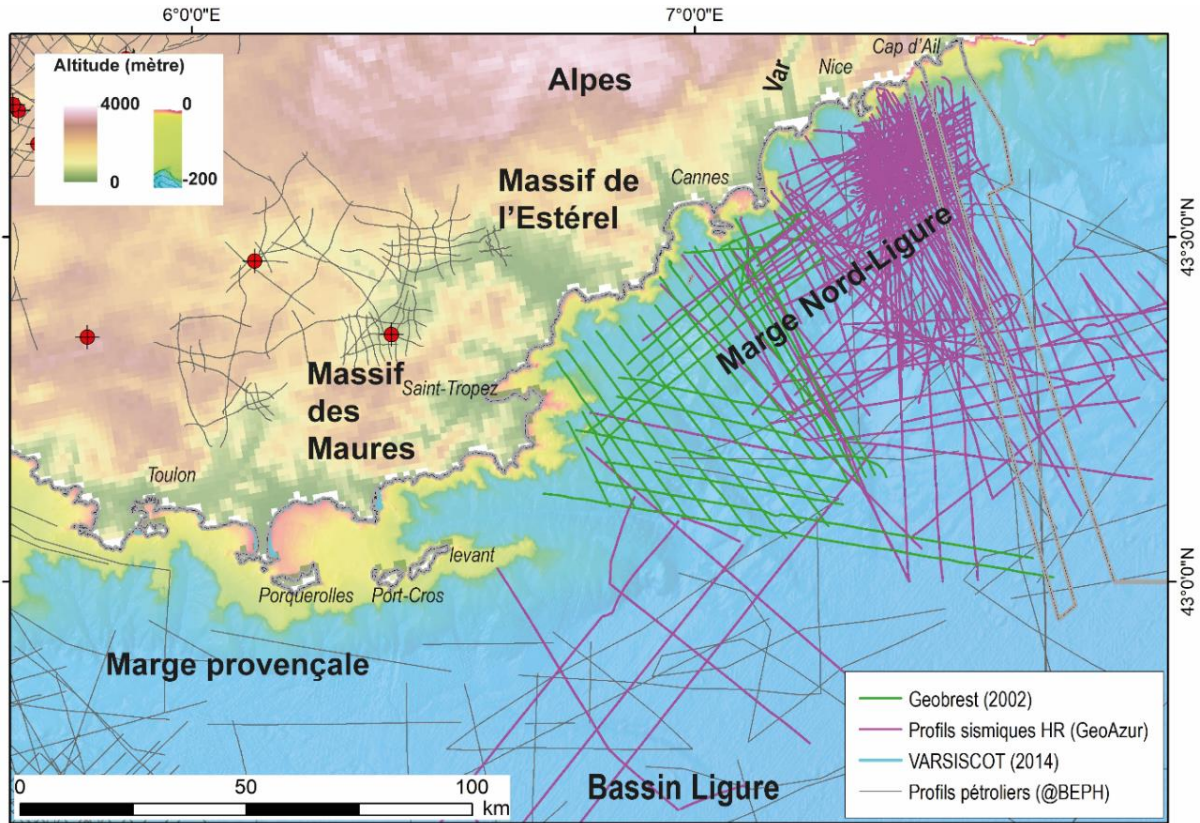 6°0'0"E
7°0'0"E
Altitude (mètre)
4000
0
0
-200
Alpes
Var
Nice
Cap d'Ail
Massif de
l'Estérel
Cannes
43°30'0"N
Marge Nord-Ligure
Massif
des
Maures
Saint-Tropez
Toulon
levant
Porquerolles
Port-Cros
43°0'0"N
Marge provençale
Bassin Ligure
Geobrest (2002)
Profils sismiques HR (GeoAzur)
VARSISCOT (2014)
Profils pétroliers (@BEPH)
0
50
100
km